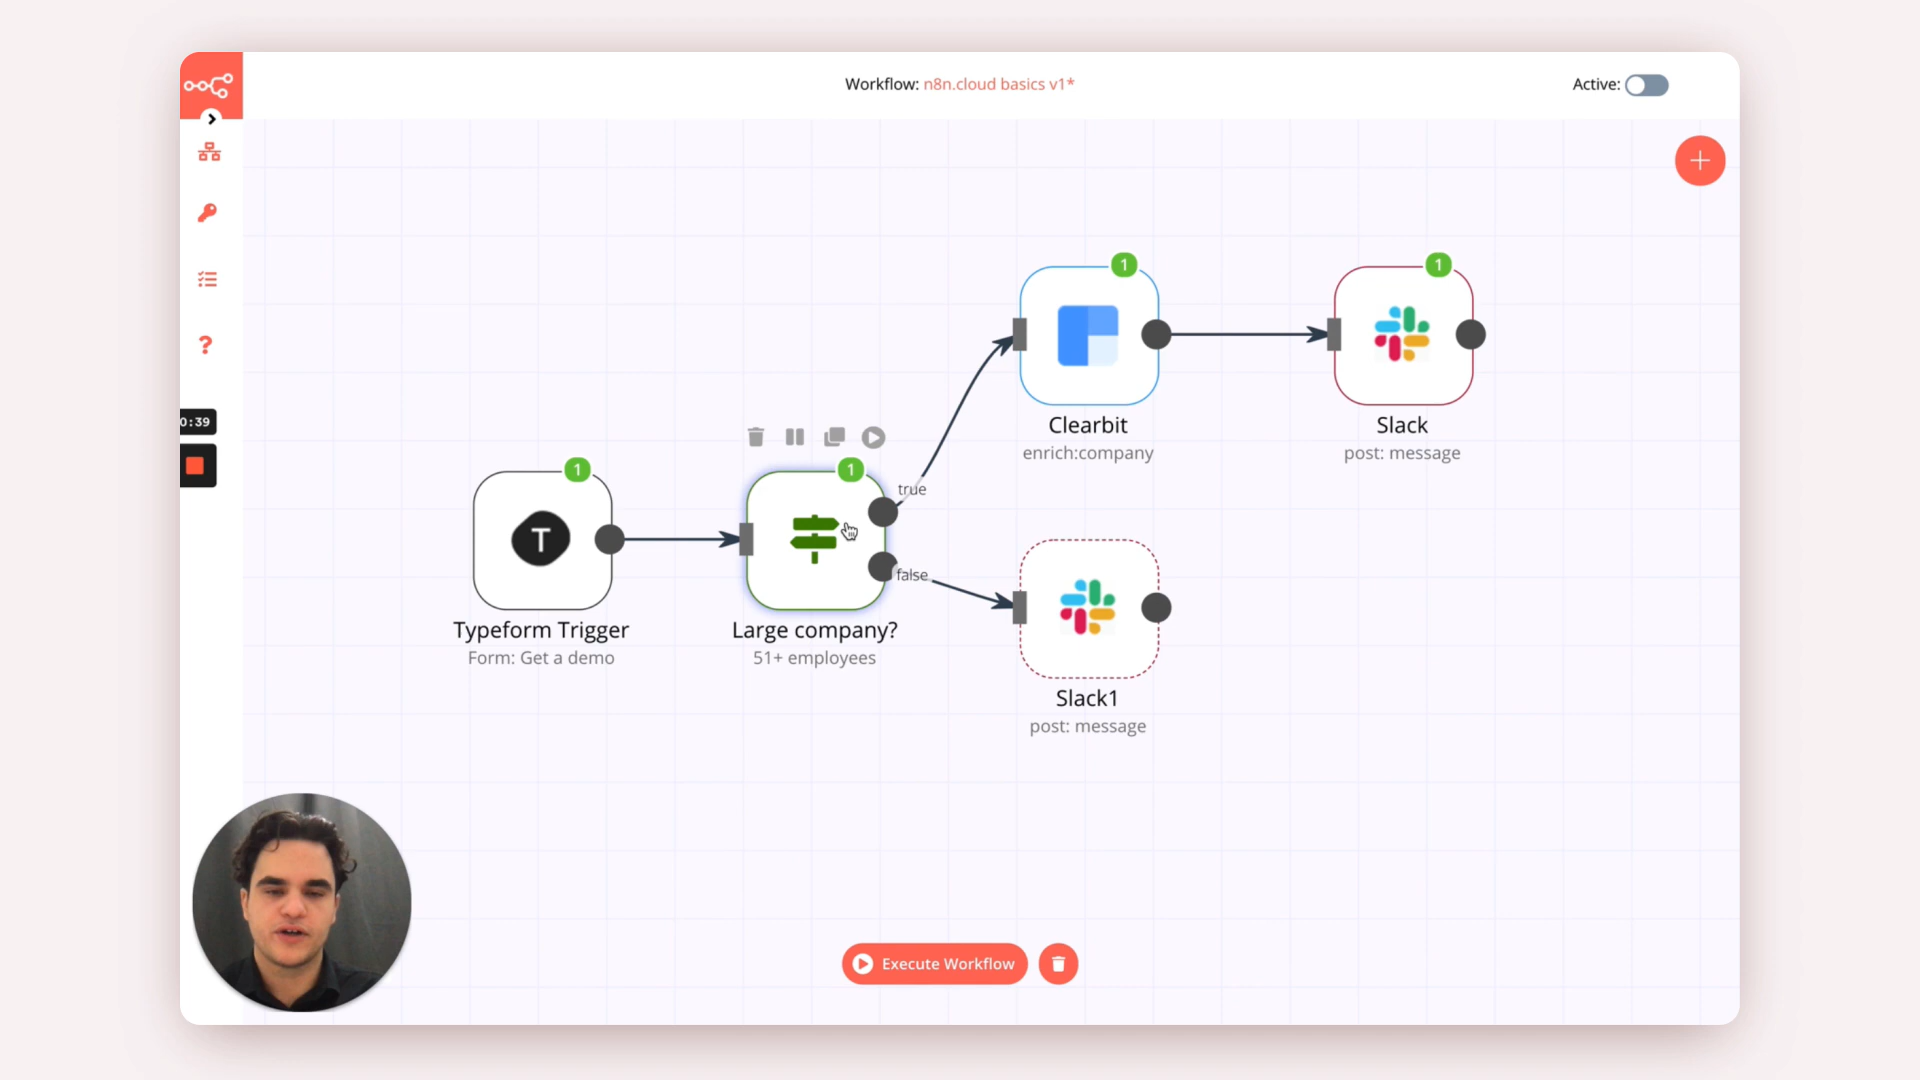 Workflow: n8n.cloud basics v1*
Active:
0:39
1
Clearbit
enrich:company
1
Slack
post: message
1
T
Typeform Trigger
Form: Get a demo
1
true
false
Large company?
51+ employees
Slack1
post: message
Execute Workflow